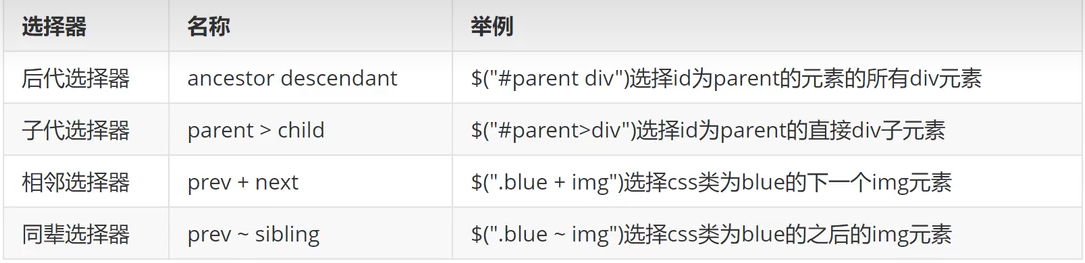 选择器 名称 举例
后代选择器 ancestor descendant $("#parent div")选择id为parent的元素的所有div元素
子代选择器 parent > child $("#parent>div")选择id为parent的直接div子元素
相邻选择器 prev + next $(".blue + img")选择css类为blue的下一个img元素
同辈选择器 prev ~ sibling $(".blue ~ img")选择css类为blue的之后的img元素